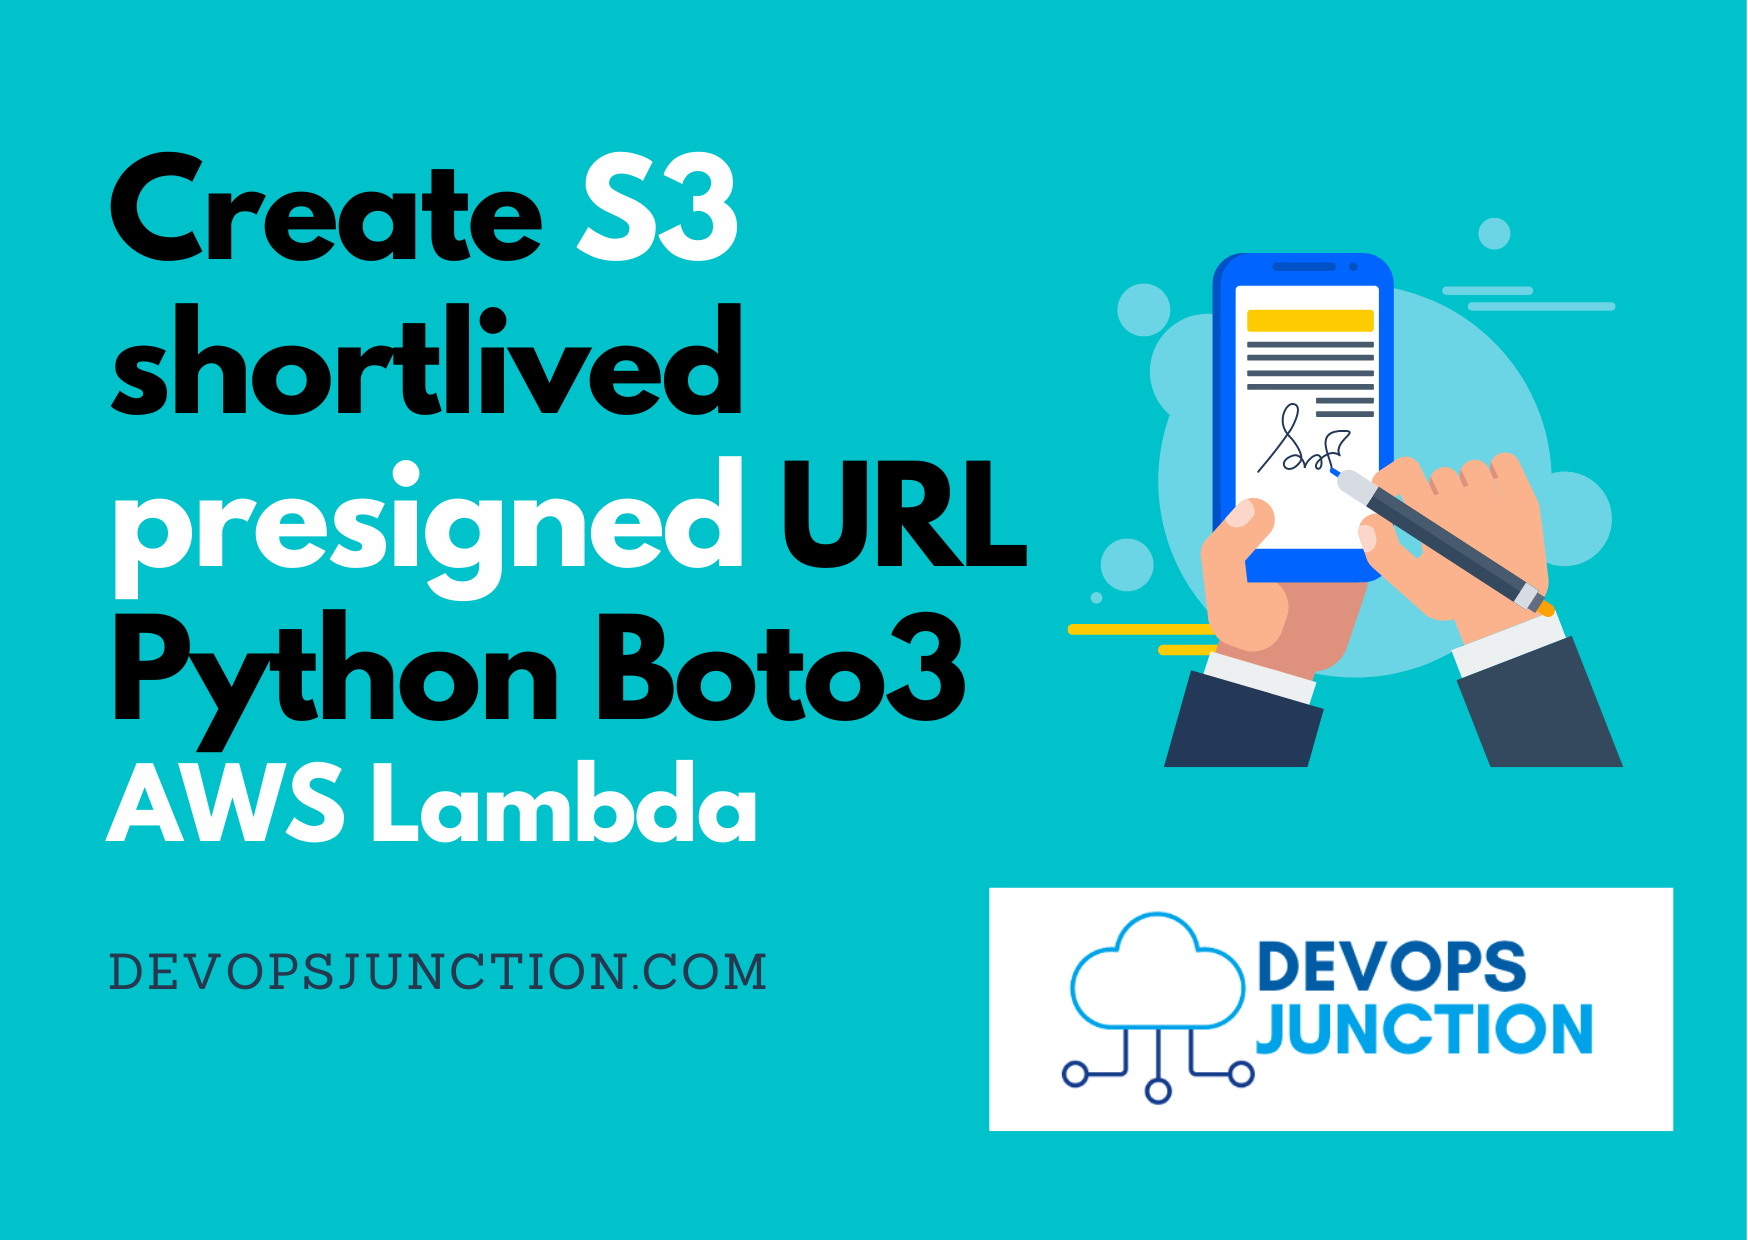 Create S3
shortlived
presigned URL
Python Boto3
AWS Lambda
DEVOPSJUNCTION.COM
DEVOPS
JUNCTION